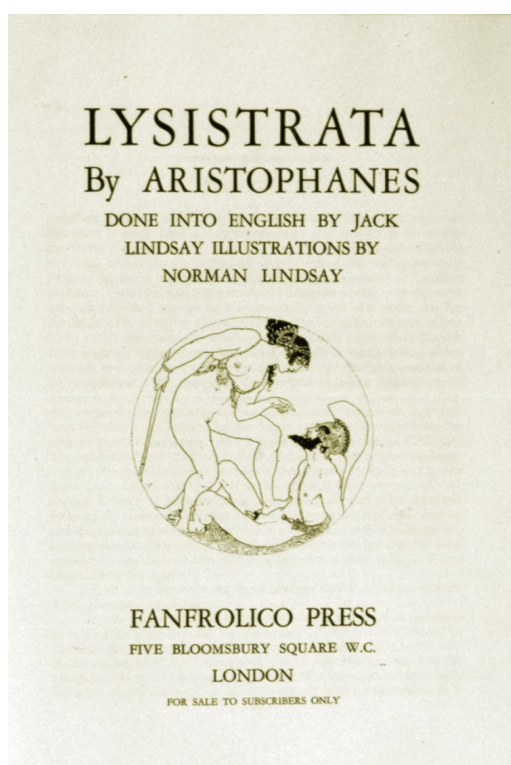 LYSISTRATA
By ARISTOPHANES
DONE INTO ENGLISH BY JACK
LINDSAY ILLUSTRATIONS BY
NORMAN LINDSAY
FANFROLICO PRESS
FIVE BLOOMSBURY SQUARE W.C.
LONDON
FOR SALE TO SUBSCRIBERS ONLY